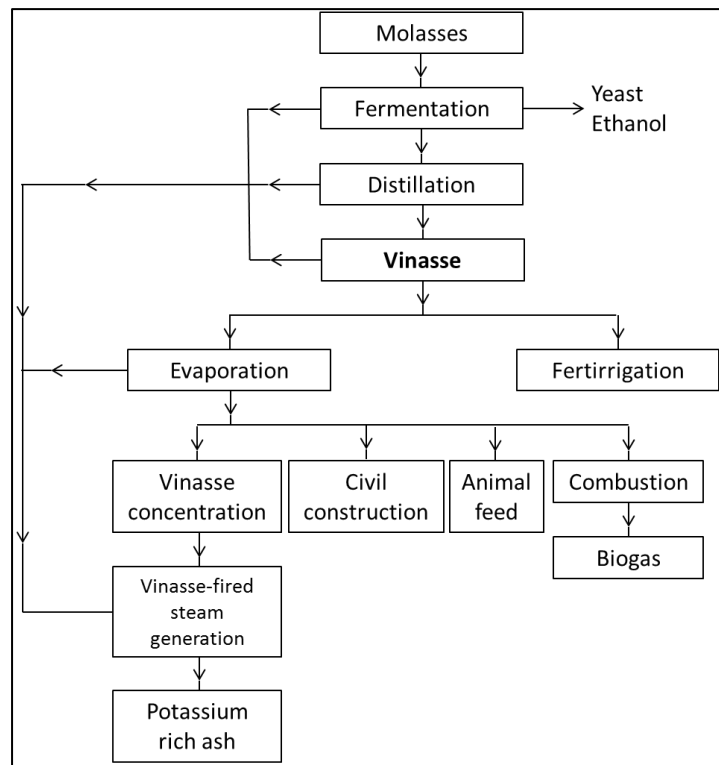 Molasses
Fermentation
Yeast
Ethanol
Distillation
Vinasse
Evaporation
Fertirrigation
Vinasse
concentration
Civil
construction
Animal
feed
Combustion
Biogas
Vinasse-fired
steam
generation
Potassium
rich ash